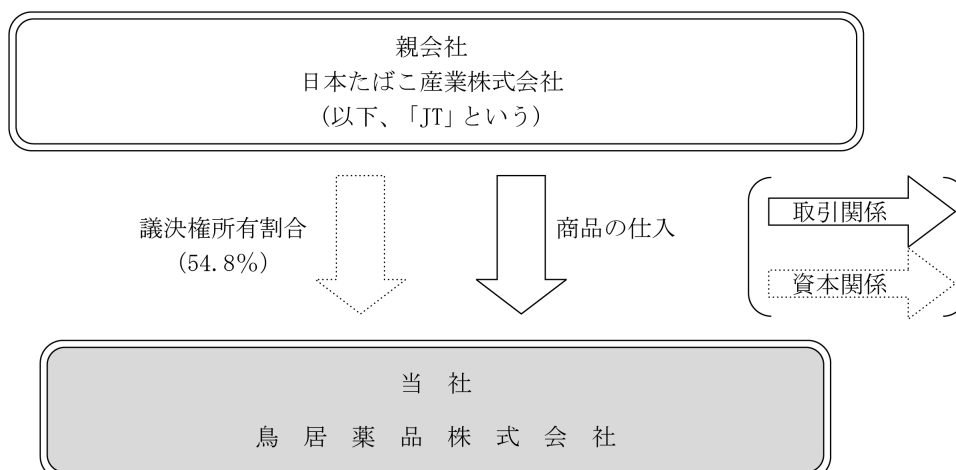 親会社
日本たばこ産業株式会社
(以下、「JT」という)
議決権所有割合
(54.8%)
商品の仕入
取引関係
資本関係
当 社
鳥 居 薬 品 株 式 会 社